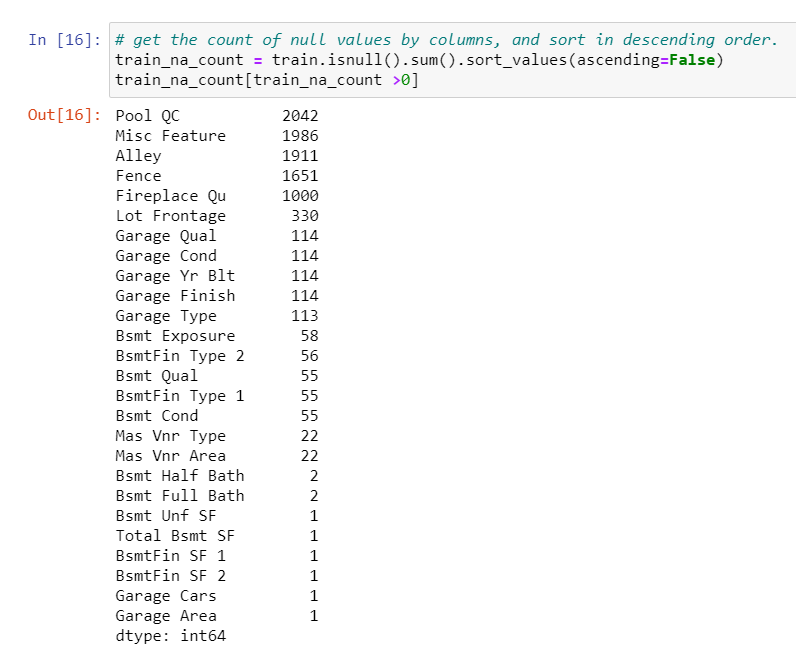 In [16]: # get the count of null values by columns, and sort in descending order.
train_na_count = train.isnull().sum().sort_values(ascending=False)
train_na_count[train_na_count >0]
Out[16]: Pool QC 2042
Misc Feature 1986
Alley 1911
Fence 1651
Fireplace Qu 1000
Lot Frontage 330
Garage Qual 114
Garage Cond 114
Garage Yr Blt 114
Garage Finish 114
Garage Type 113
Bsmt Exposure 58
BsmtFin Type 2 56
Bsmt Qual 55
BsmtFin Type 1 55
Bsmt Cond 55
Mas Vnr Type 22
Mas Vnr Area 22
Bsmt Half Bath 2
Bsmt Full Bath 2
Bsmt Unf SF 1
Total Bsmt SF 1
BsmtFin SF 1 1
BsmtFin SF 2 1
Garage Cars 1
Garage Area 1
dtype: int64